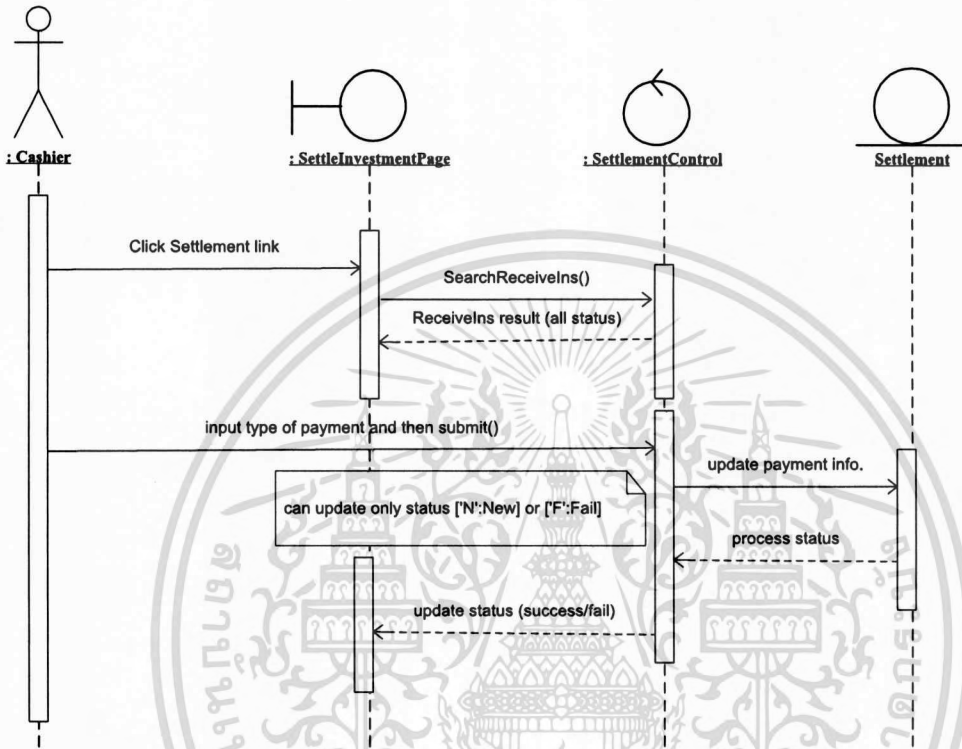 : Cashier
: SettleInvestmentPage
: SettlementControl
Settlement
Click Settlement link
SearchReceiveIns()
ReceiveIns result (all status)
input type of payment and then submit()
update payment info.
can update only status ['N':New] or ['F':Fail]
process status
update status (success/fail)